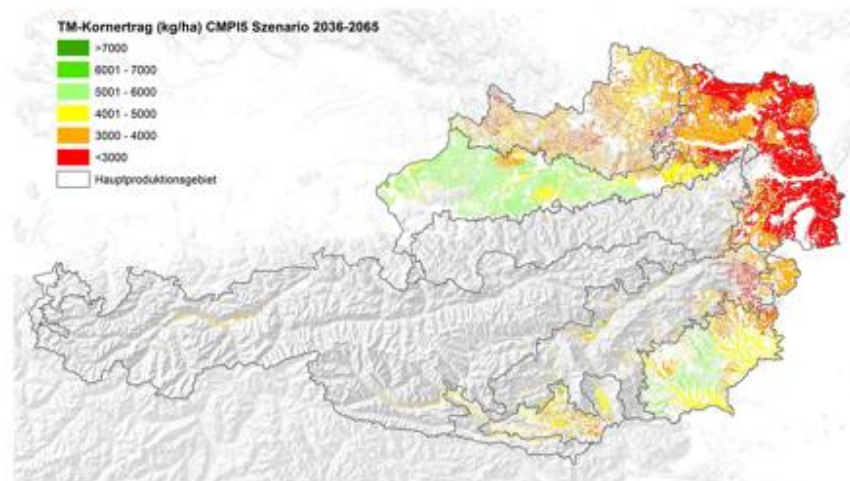 TM-Kornertrag (kg/ha) CMPI5 Szenario 2036-2065
>7000
6001 - 7000
5001 - 6000
4001 - 5000
3000 - 4000
<3000
Hauptproduktionsgebiet